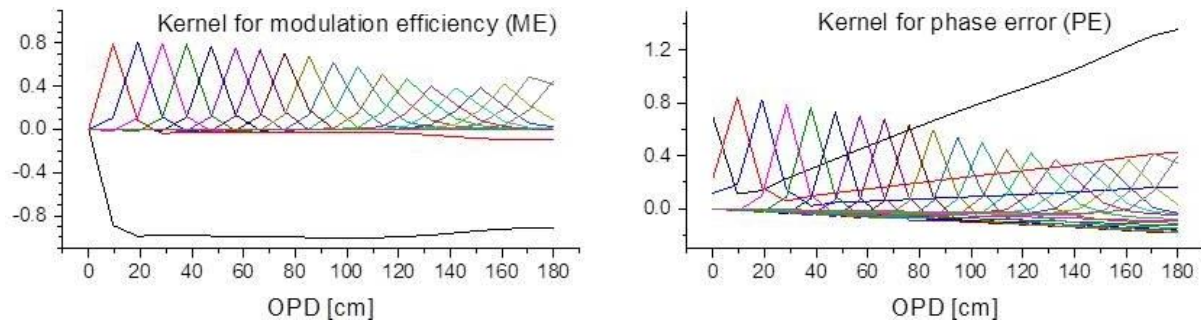 Kernel for modulation efficiency (ME)
0.8
0.4
0.0
-0.4
-0.8
0 20 40 60 80 100 120 140 160 180
OPD [cm]
Kernel for phase error (PE)
1.2
0.8
0.4
0.0
0 20 40 60 80 100 120 140 160 180
OPD [cm]